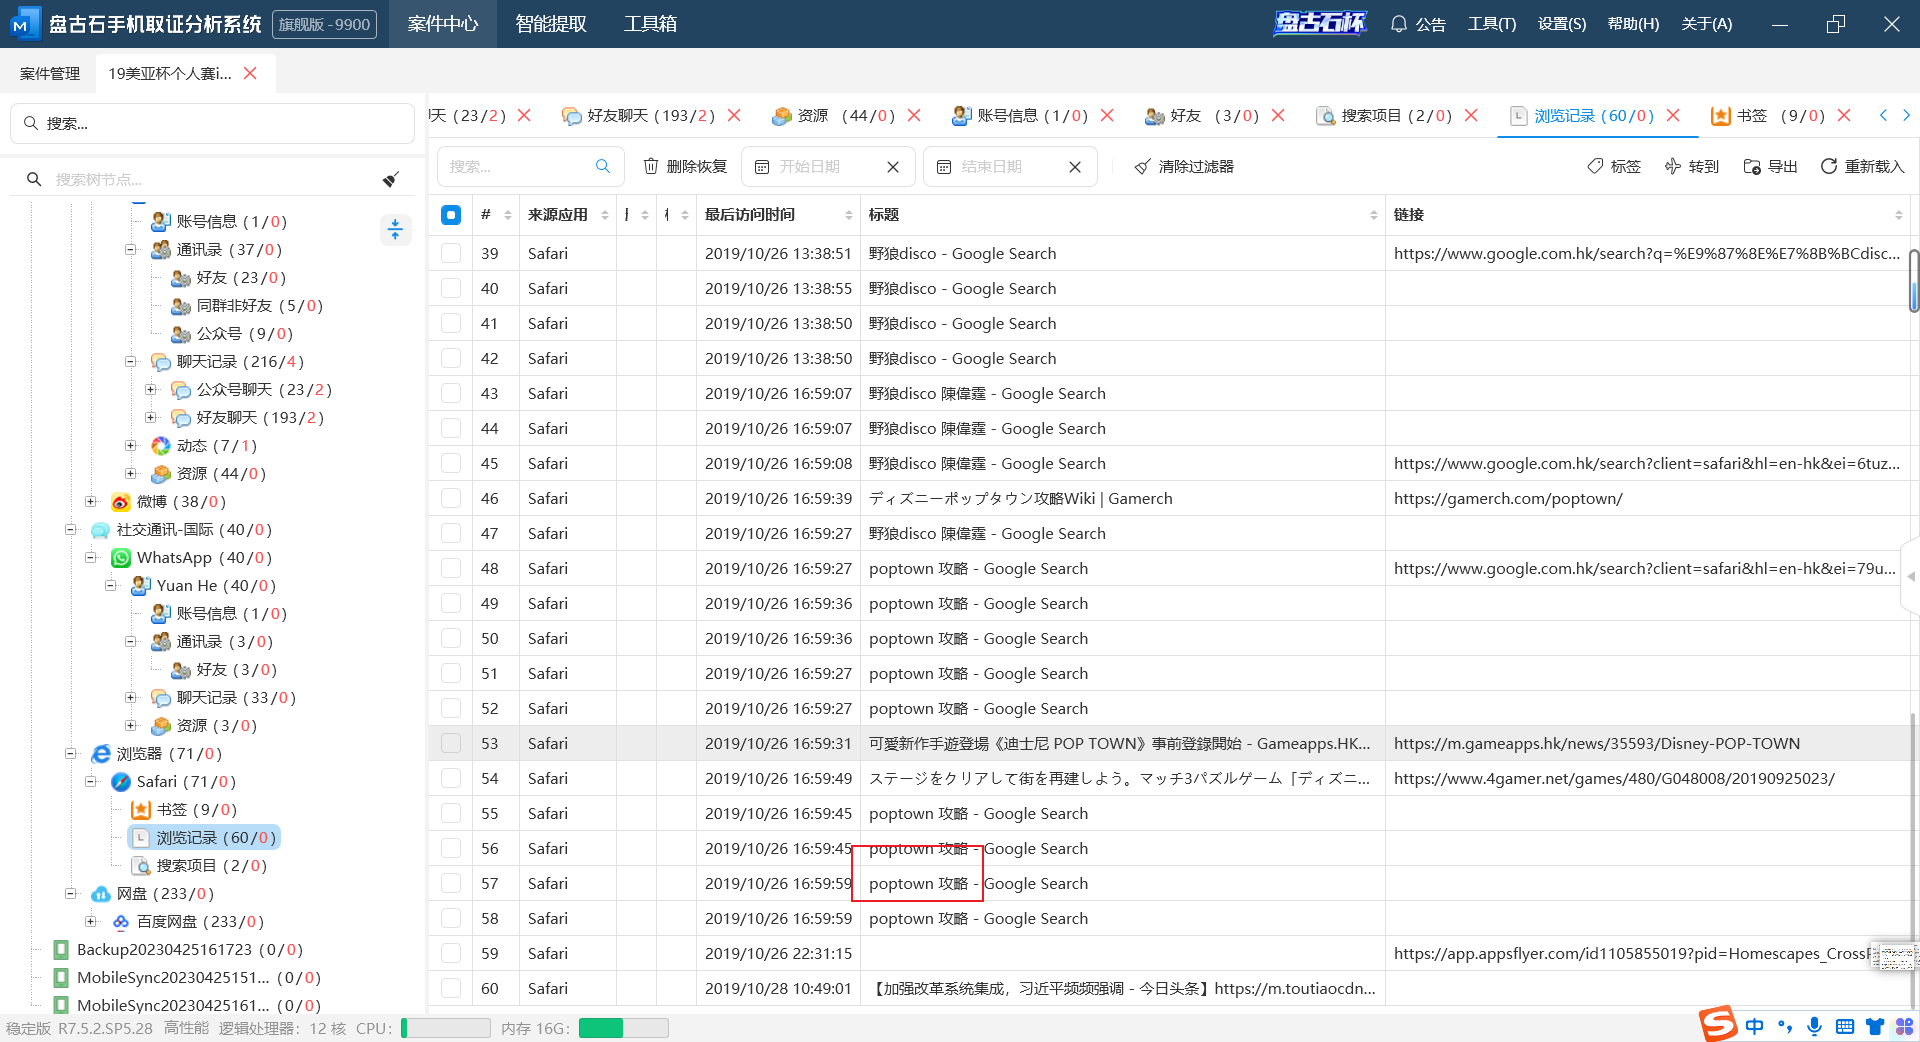 盘古石手机取证分析系统 旗舰版-9900 案件中心 智能提取 工具箱 盘古石杯 公告 工具(T) 设置(S) 帮助(H) 关于(A)
案件管理 19美亚杯个人赛i...
搜索...
搜索树节点...
账号信息 (1/0)
通讯录 (37/0)
好友 (23/0)
同群非好友 (5/0)
公众号 (9/0)
聊天记录 (216/4)
公众号聊天 (23/2)
好友聊天 (193/2)
动态 (7/1)
资源 (44/0)
微博 (38/0)
社交通讯-国际 (40/0)
WhatsApp (40/0)
Yuan He (40/0)
账号信息 (1/0)
通讯录 (3/0)
好友 (3/0)
聊天记录 (33/0)
资源 (3/0)
浏览器 (71/0)
Safari (71/0)
书签 (9/0)
浏览记录 (60/0)
搜索项目 (2/0)
网盘 (233/0)
百度网盘 (233/0)
Backup20230425161723 (0/0)
MobileSync20230425151... (0/0)
MobileSync20230425161... (0/0)
天 (23/2) 好友聊天 (193/2) 资源 (44/0) 账号信息 (1/0) 好友 (3/0) 搜索项目 (2/0) 浏览记录 (60/0) 书签 (9/0)
搜索... 删除恢复 开始日期 结束日期 清除过滤器 标签 转到 导出 重新载入
# 来源应用 最后访问时间 标题 链接
39 Safari 2019/10/26 13:38:51 野狼disco - Google Search https://www.google.com.hk/search?q=%E9%87%8E%E7%8B%BCdisc...
40 Safari 2019/10/26 13:38:55 野狼disco - Google Search
41 Safari 2019/10/26 13:38:50 野狼disco - Google Search
42 Safari 2019/10/26 13:38:50 野狼disco - Google Search
43 Safari 2019/10/26 16:59:07 野狼disco 陳偉霆 - Google Search
44 Safari 2019/10/26 16:59:07 野狼disco 陳偉霆 - Google Search
45 Safari 2019/10/26 16:59:08 野狼disco 陳偉霆 - Google Search https://www.google.com.hk/search?client=safari&hl=en-hk&ei=6tuz...
46 Safari 2019/10/26 16:59:39 ディズニーポップタウン攻略Wiki | Gamerch https://gamerch.com/poptown/
47 Safari 2019/10/26 16:59:27 野狼disco 陳偉霆 - Google Search
48 Safari 2019/10/26 16:59:27 poptown 攻略 - Google Search https://www.google.com.hk/search?client=safari&hl=en-hk&ei=79u...
49 Safari 2019/10/26 16:59:36 poptown 攻略 - Google Search
50 Safari 2019/10/26 16:59:36 poptown 攻略 - Google Search
51 Safari 2019/10/26 16:59:27 poptown 攻略 - Google Search
52 Safari 2019/10/26 16:59:27 poptown 攻略 - Google Search
53 Safari 2019/10/26 16:59:31 可愛新作手遊登場《迪士尼 POP TOWN》事前登錄開始 - Gameapps.HK... https://m.gameapps.hk/news/35593/Disney-POP-TOWN
54 Safari 2019/10/26 16:59:49 ステージをクリアして街を再建しよう。マッチ3パズルゲーム「ディズニ... https://www.4gamer.net/games/480/G048008/20190925023/
55 Safari 2019/10/26 16:59:45 poptown 攻略 - Google Search
56 Safari 2019/10/26 16:59:45 poptown 攻略 - Google Search
57 Safari 2019/10/26 16:59:59 poptown 攻略 - Google Search
58 Safari 2019/10/26 16:59:59 poptown 攻略 - Google Search
59 Safari 2019/10/26 22:31:15 https://app.appsflyer.com/id1105855019?pid=Homescapes_Cross
60 Safari 2019/10/28 10:49:01 【加强改革系统集成，习近平频频强调 - 今日头条】https://m.toutiaocdn...
稳定版 R7.5.2.SP5.28 高性能 逻辑处理器：12 核 CPU： 内存 16G： 中